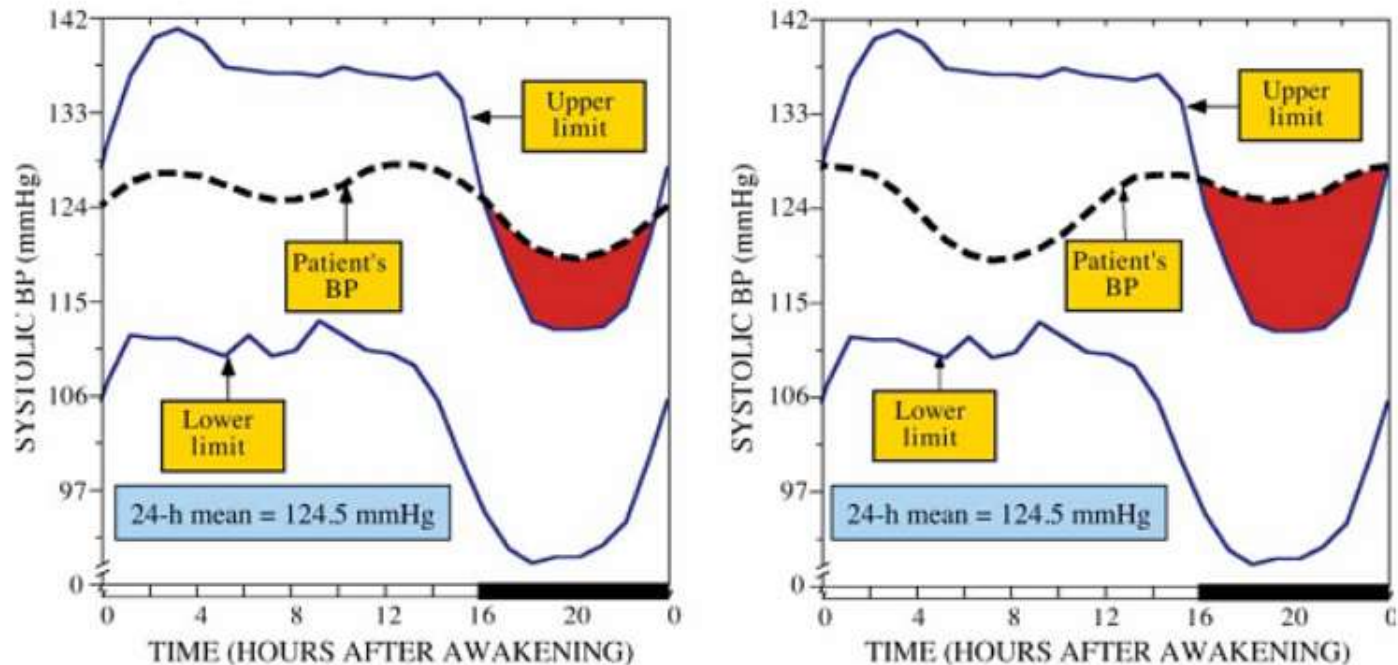 SYSTOLIC BP (mmHg)
142
133
124
115
106
97
0
Upper
limit
Patient's
BP
Lower
limit
24-h mean = 124.5 mmHg
0 4 8 12 16 20 0
TIME (HOURS AFTER AWAKENING)
SYSTOLIC BP (mmHg)
142
133
124
115
106
97
0
Upper
limit
Patient's
BP
Lower
limit
24-h mean = 124.5 mmHg
0 4 8 12 16 20 0
TIME (HOURS AFTER AWAKENING)